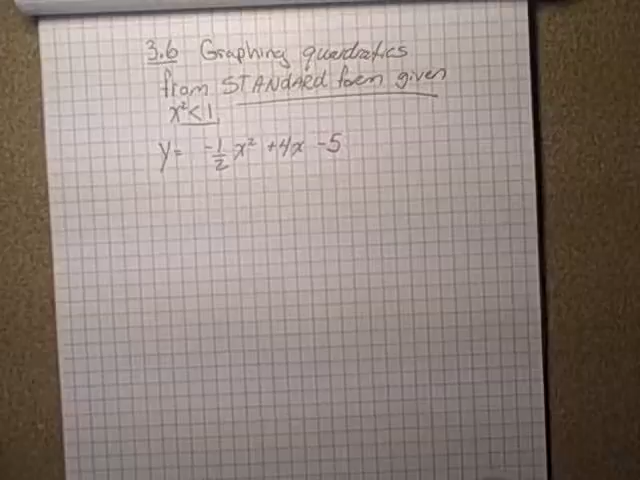 3.6 Graphing quadratics
from STANDARD form given
x² < 1
y = -1/2 x² + 4x - 5